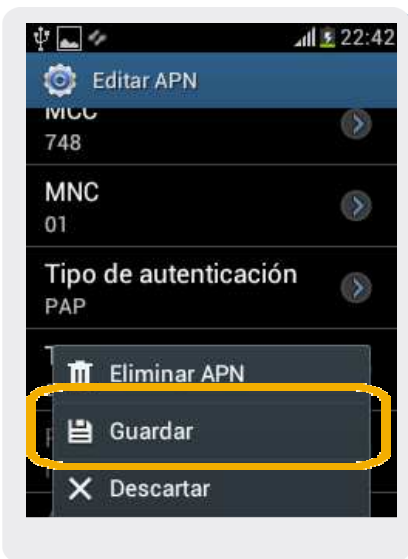 22:42
Editar APN
MCC
748
MNC
01
Tipo de autenticación
PAP
Eliminar APN
Guardar
Descartar